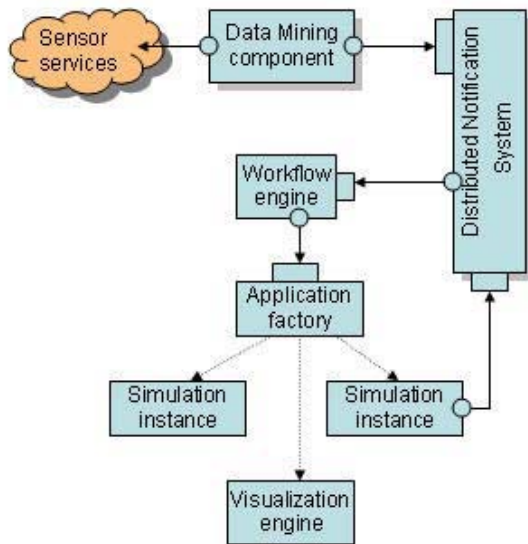 Sensor
services
Data Mining
component
Distributed Notification
System
Workflow
engine
Application
factory
Simulation
instance
Simulation
instance
Visualization
engine